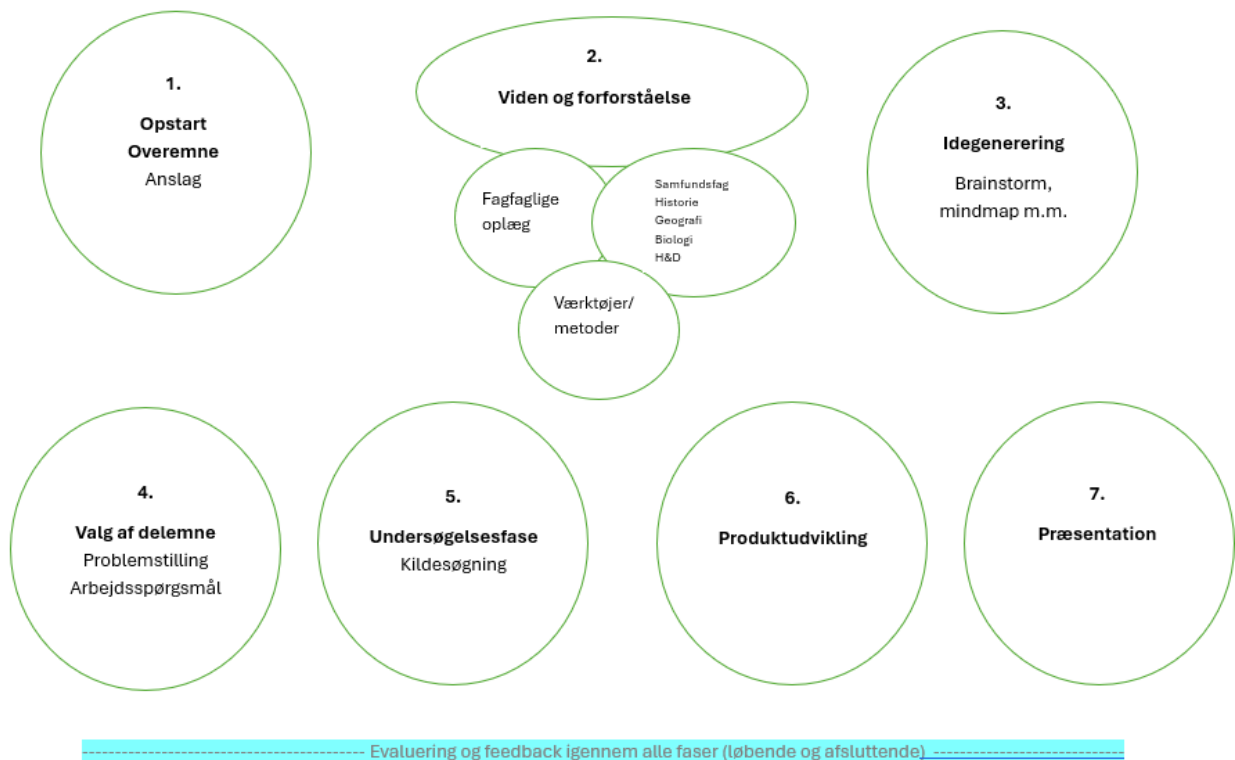 1.
Opstart
Overemne
Anslag
2.
Viden og forforståelse
Fagfaglige
oplæg
Samfundsfag
Historie
Geografi
Biologi
H&D
Værktøjer/
metoder
3.
Idegenerering
Brainstorm,
mindmap m.m.
4.
Valg af delemne
Problemstilling
Arbejdsspørgsmål
5.
Undersøgelsesfase
Kildesøgning
6.
Produktudvikling
7.
Præsentation
------------------------------------------- Evaluering og feedback igennem alle faser (løbende og afsluttende) -----------------------------